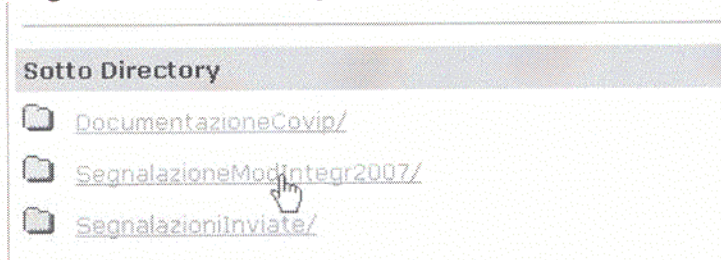 Sotto Directory
DocumentazioneCovip/
SegnalazioneModIntegr2007/
SegnalazioniInviate/